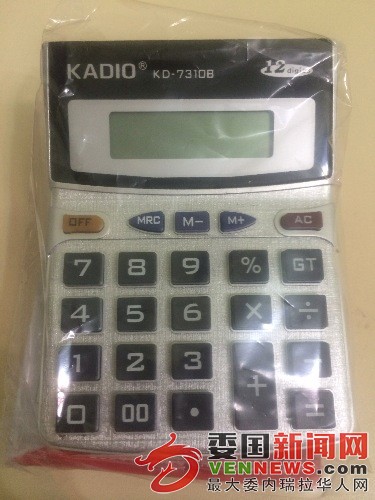 KADIO® KD-7310B 12 digits
OFF MRC M- M+ AC
7 8 9 % GT
4 5 6 × ÷
1 2 3
0 00 . + =
委国新闻网
VENNEWS.com
最大委内瑞拉华人网